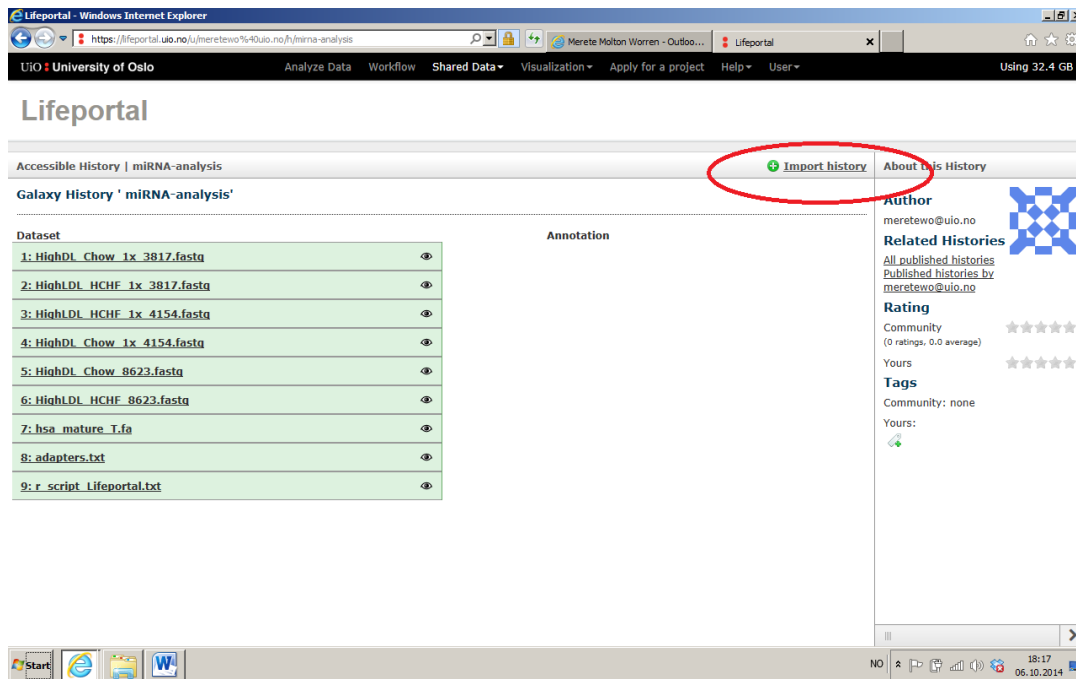 Lifeportal - Windows Internet Explorer
https://lifeportal.uio.no/u/meretewo%40uio.no/h/mirna-analysis
Merete Molton Worren - Outloo...
Lifeportal
UiO University of Oslo
Analyze Data Workflow Shared Data Visualization Apply for a project Help User
Using 32.4 GB
Lifeportal
Accessible History | miRNA-analysis
Import history
About this History
Galaxy History ' miRNA-analysis'
Dataset
Annotation
1: HighDL_Chow_1x_3817.fastq
2: HighLDL_HCHF_1x_3817.fastq
3: HighLDL_HCHF_1x_4154.fastq
4: HighDL_Chow_1x_4154.fastq
5: HighDL_Chow_8623.fastq
6: HighLDL_HCHF_8623.fastq
7: hsa_mature_T.fa
8: adapters.txt
9: r_script_Lifeportal.txt
Author
meretewo@uio.no
Related Histories
All published histories
Published histories by
meretewo@uio.no
Rating
Community
(0 ratings, 0.0 average)
Yours
Tags
Community: none
Yours:
Start
W
NO
18:17
06.10.2014